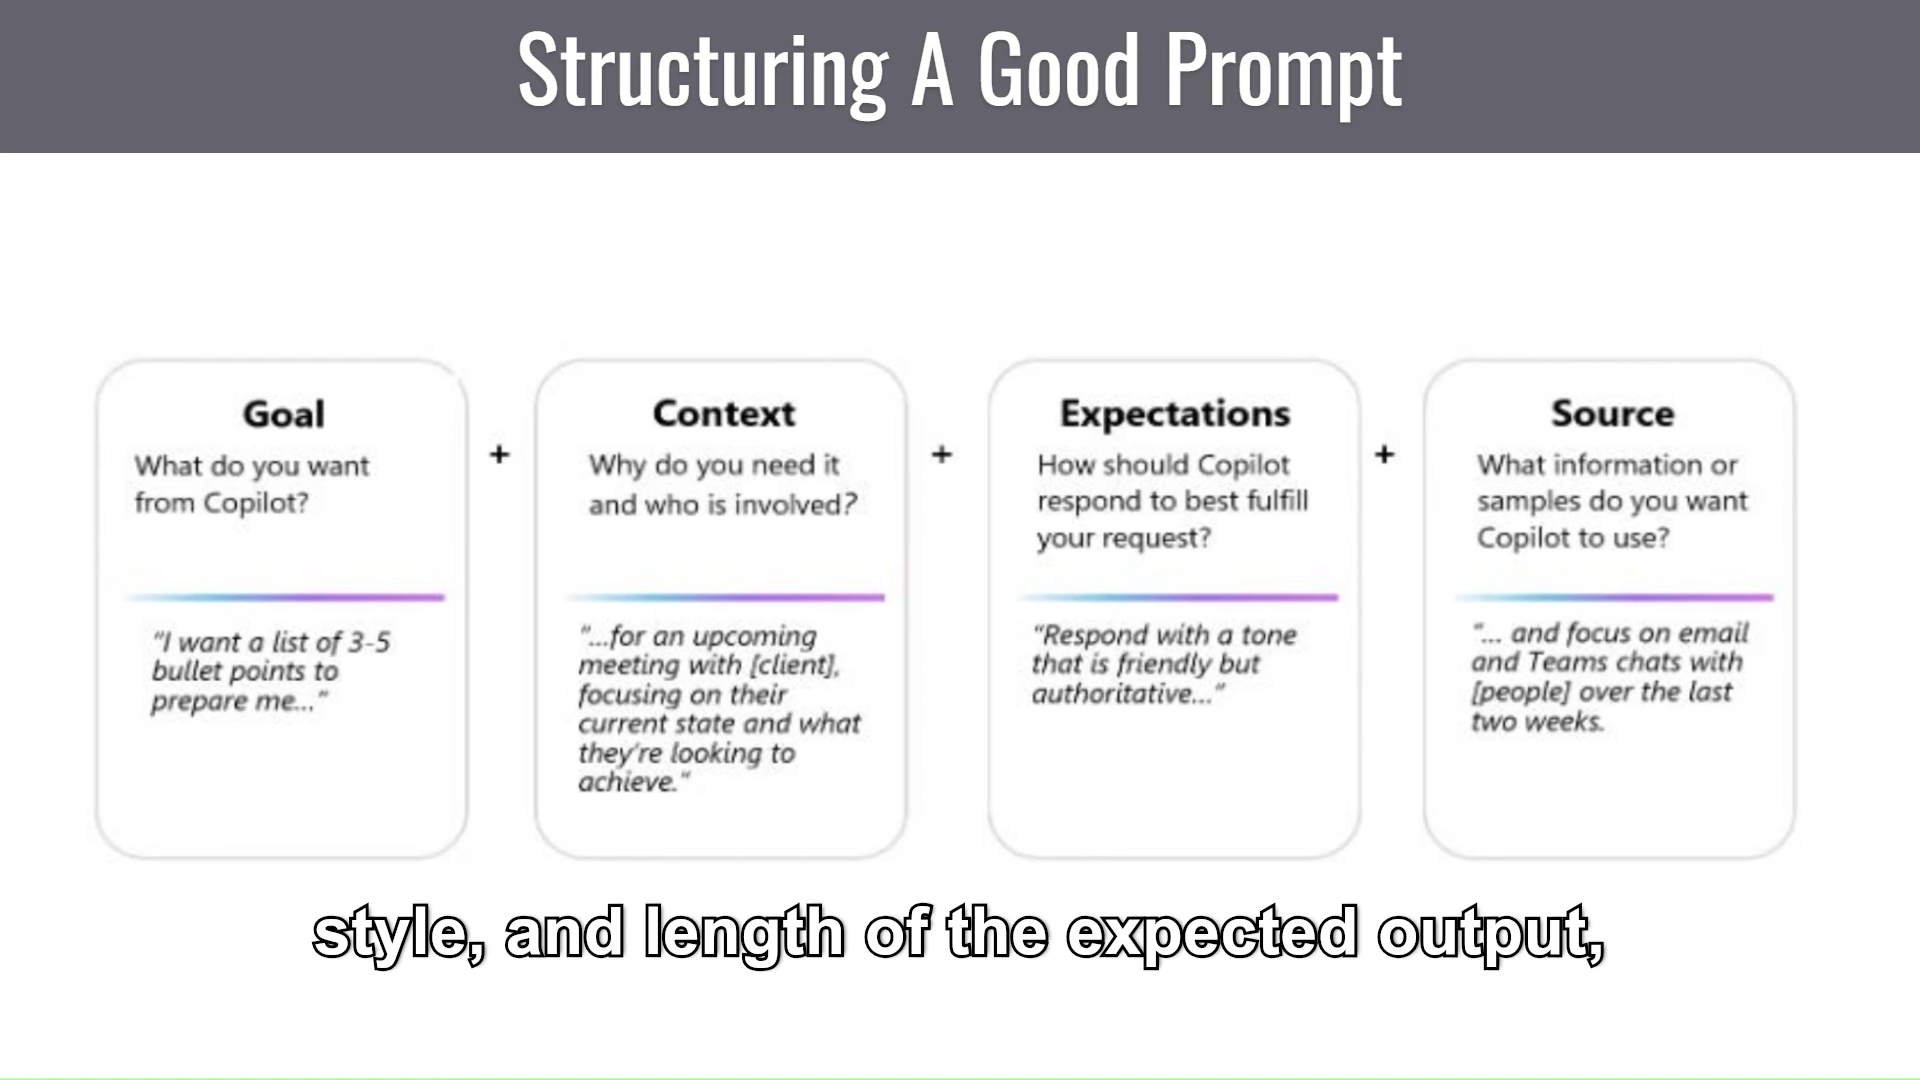 Structuring A Good Prompt
Goal
What do you want
from Copilot?
"I want a list of 3-5
bullet points to
prepare me..."
+
Context
Why do you need it
and who is involved?
"...for an upcoming
meeting with [client],
focusing on their
current state and what
they're looking to
achieve."
+
Expectations
How should Copilot
respond to best fulfill
your request?
"Respond with a tone
that is friendly but
authoritative..."
+
Source
What information or
samples do you want
Copilot to use?
"... and focus on email
and Teams chats with
[people] over the last
two weeks.
style, and length of the expected output,